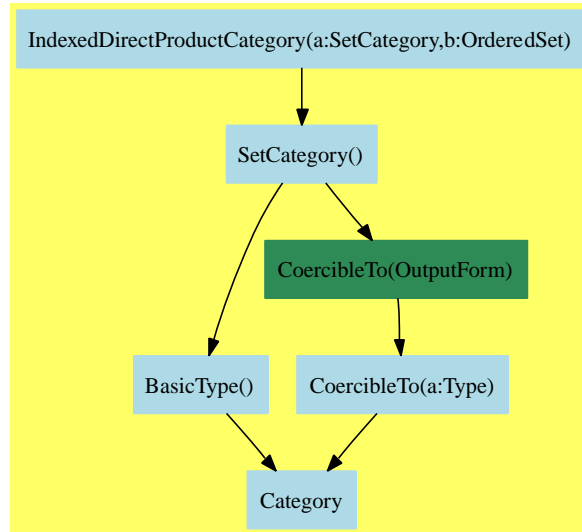 IndexedDirectProductCategory(a:SetCategory,b:OrderedSet)
SetCategory()
CoercibleTo(OutputForm)
BasicType()
CoercibleTo(a:Type)
Category